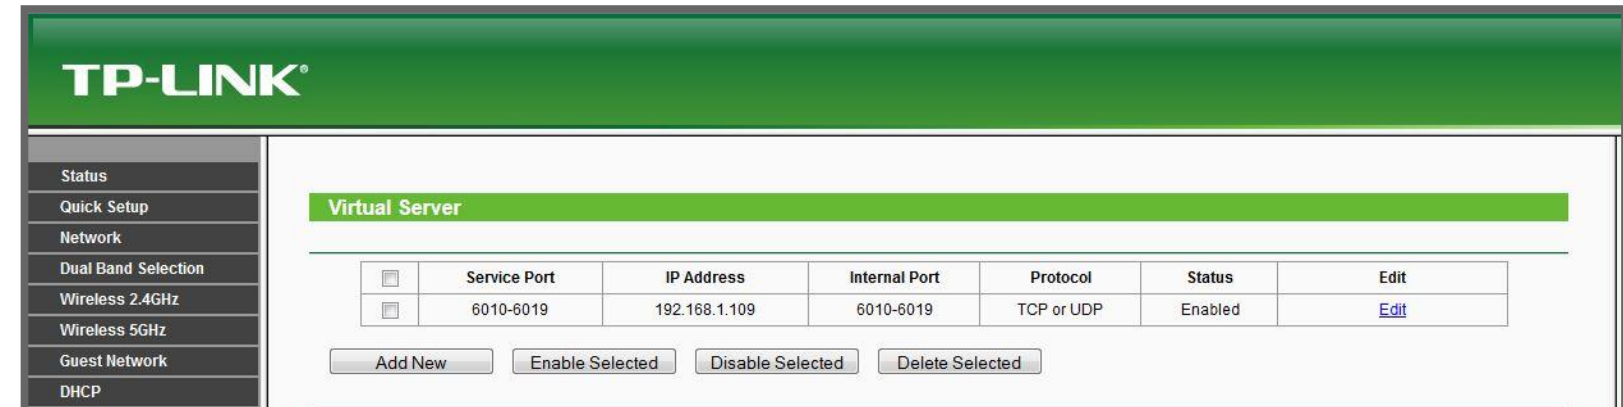 TP-LINK®
Status
Quick Setup
Network
Dual Band Selection
Wireless 2.4GHz
Wireless 5GHz
Guest Network
DHCP
Virtual Server
Service Port IP Address Internal Port Protocol Status Edit
6010-6019 192.168.1.109 6010-6019 TCP or UDP Enabled Edit
Add New Enable Selected Disable Selected Delete Selected